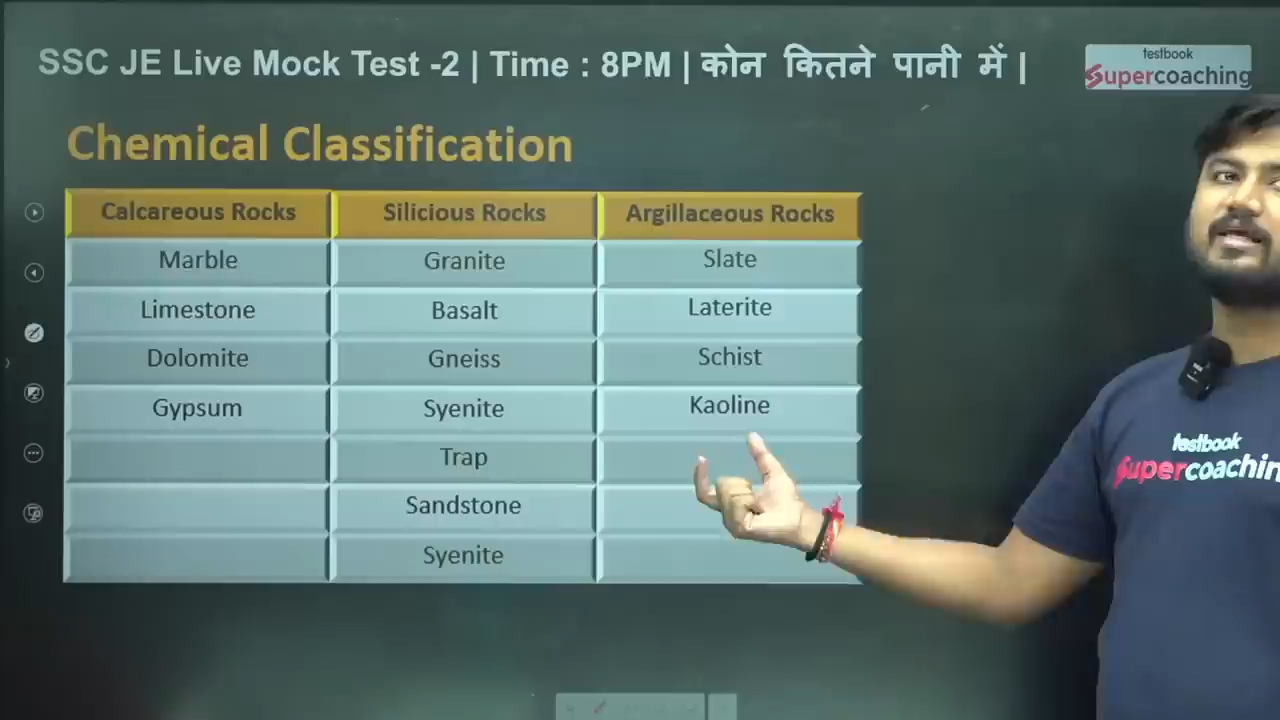 SSC JE Live Mock Test -2 | Time : 8PM | कोन कितने पानी में |
testbook
Supercoaching
Chemical Classification
Calcareous Rocks Silicious Rocks Argillaceous Rocks
Marble Granite Slate
Limestone Basalt Laterite
Dolomite Gneiss Schist
Gypsum Syenite Kaoline
Trap
Sandstone
Syenite
testbook
Supercoachin